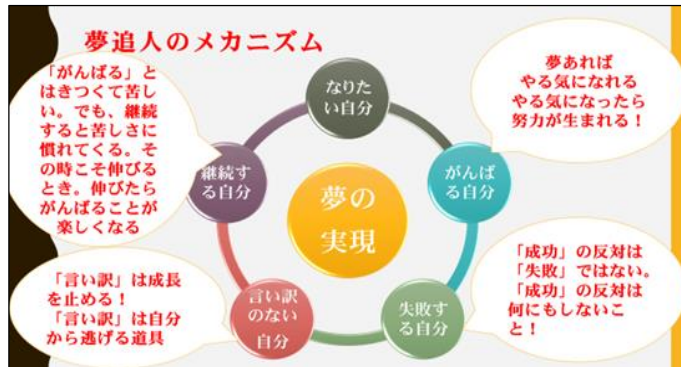 夢追人のメカニズム
「がんばる」と
はきつくて苦し
い。でも、継続
すると苦しさに
慣れてくる。そ
の時こそ伸びる
とき。伸びたら
がんばることが
楽しくなる
なりた
い自分
夢あれば
やる気になれる
やる気になったら
努力が生まれる！
継続す
る自分
がんば
る自分
夢の
実現
「言い訳」は成長
を止める！
「言い訳」は自分
から逃げる道具
言い訳
のない
自分
失敗す
る自分
「成功」の反対は
「失敗」ではない。
「成功」の反対は
何にもしないこ
と！